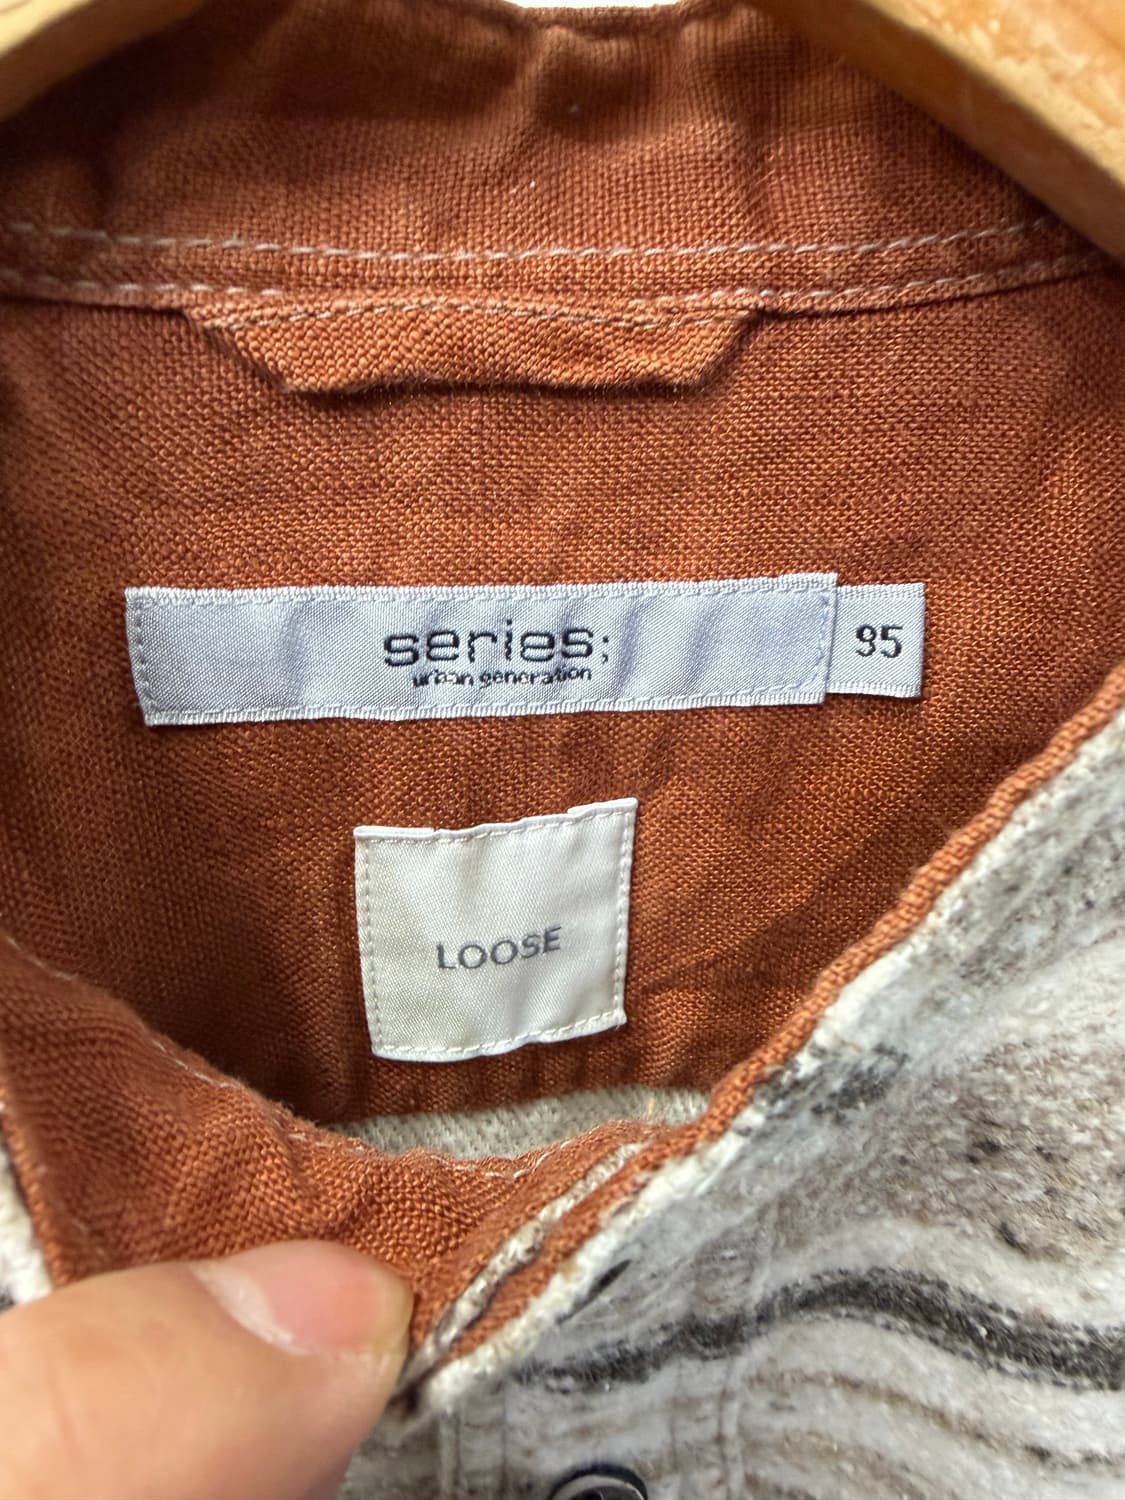 series;
urban generation
95
LOOSE